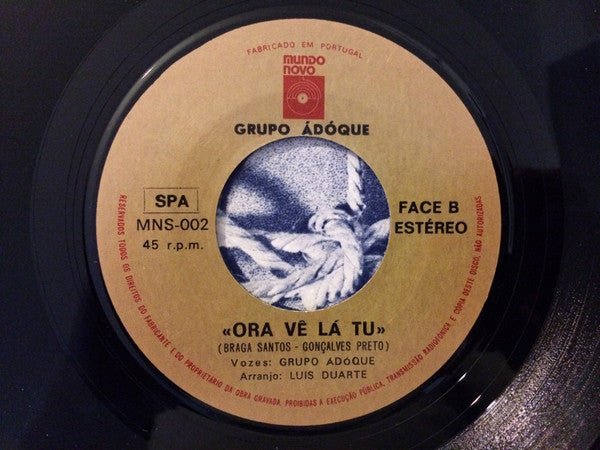 FABRICADO EM PORTUGAL
mundo
novo
GRUPO ÁDÓQUE
SPA
MNS-002
45 r.p.m.
FACE B
ESTÉREO
«ORA VÊ LÁ TU»
(BRAGA SANTOS - GONÇALVES PRETO)
Vozes: GRUPO ADÓQUE
Arranjo: LUIS DUARTE
RESERVADOS TODOS OS DIREITOS DO FABRICANTE E DO PROPRIETÁRIO DA OBRA GRAVADA. PROIBIDAS A EXECUÇÃO PÚBLICA, TRANSMISSÃO RADIOFÓNICA E CÓPIA DESTE DISCO, NÃO AUTORIZADAS